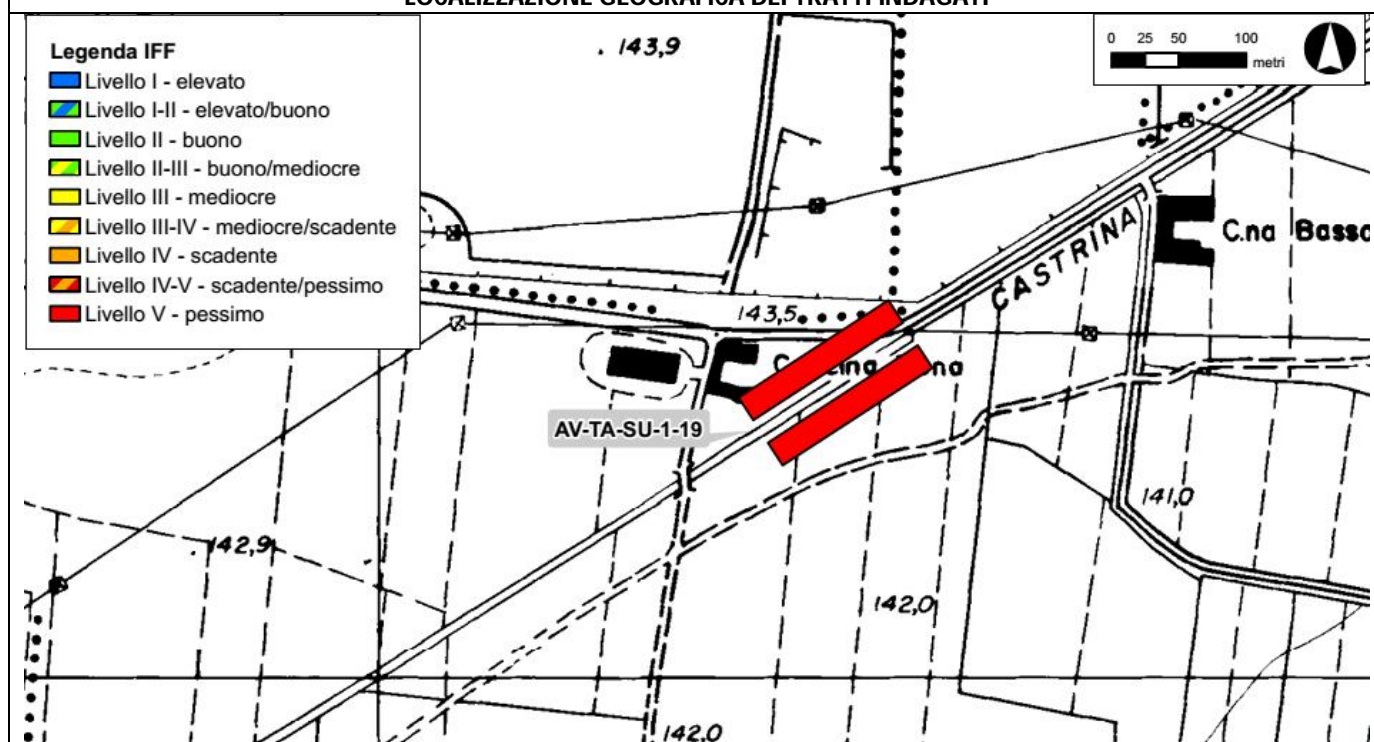 LOCALIZZAZIONE GEOGRAFICA DEI TRATTI INDAGATI
Legenda IFF
Livello I - elevato
Livello I-II - elevato/buono
Livello II - buono
Livello II-III - buono/mediocre
Livello III - mediocre
Livello III-IV - mediocre/scadente
Livello IV - scadente
Livello IV-V - scadente/pessimo
Livello V - pessimo
143,9
0 25 50 100
metri
CASTRINA
C.na Bassa
143,5
AV-TA-SU-1-19
141,0
142,9
142,0
142,0